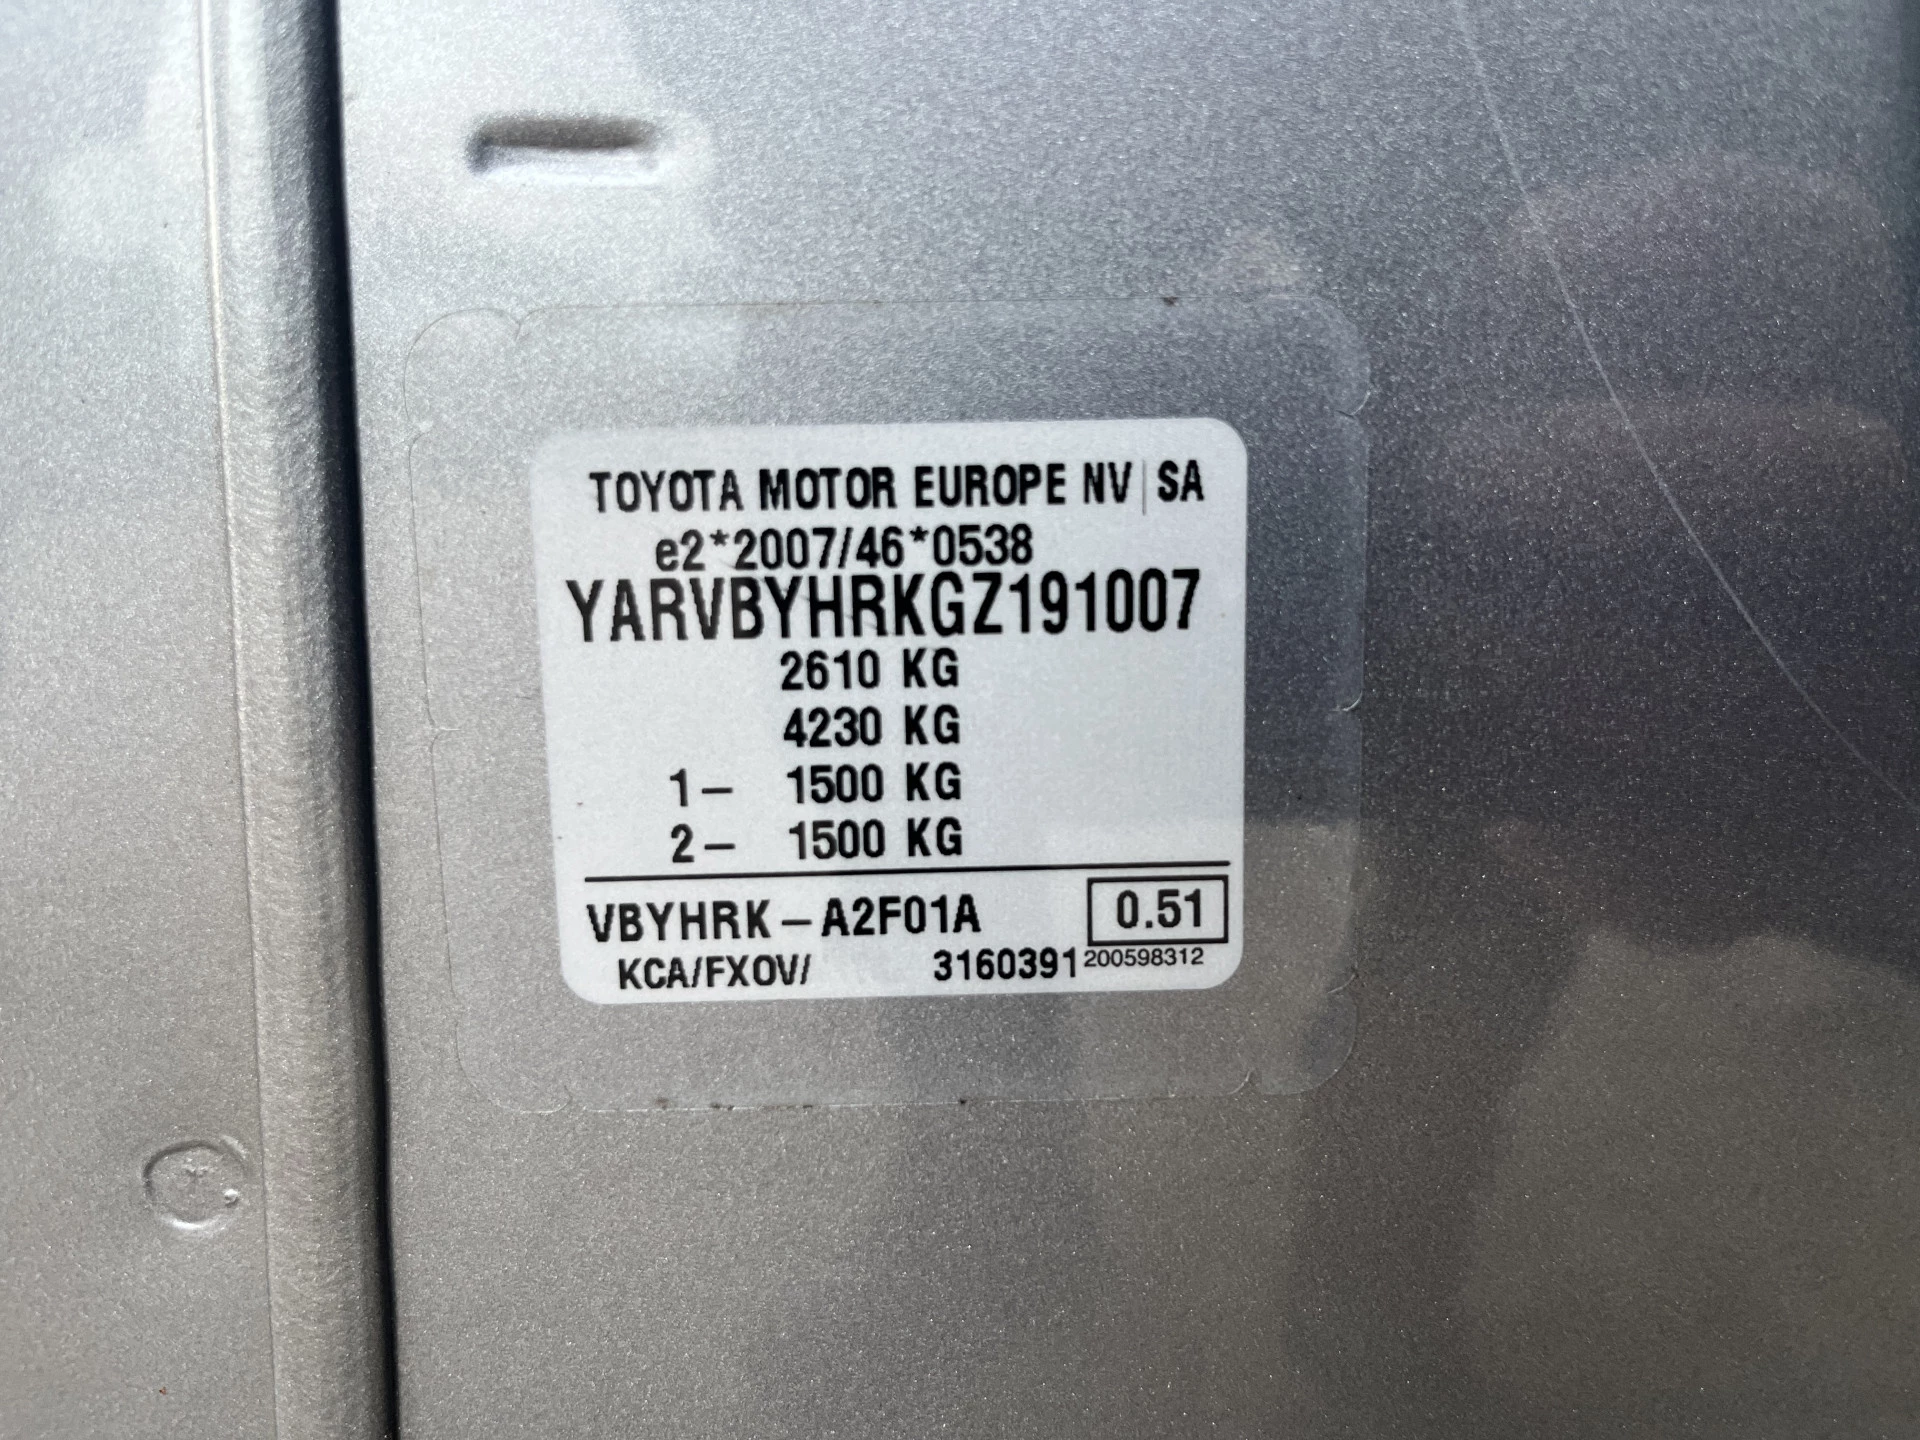 TOYOTA MOTOR EUROPE NV | SA
e2*2007/46*0538
YARVBYHRKGZ191007
2610 KG
4230 KG
1– 1500 KG
2– 1500 KG
VBYHRK–A2F01A 0.51
KCA/FXOV/ 3160391 200598312